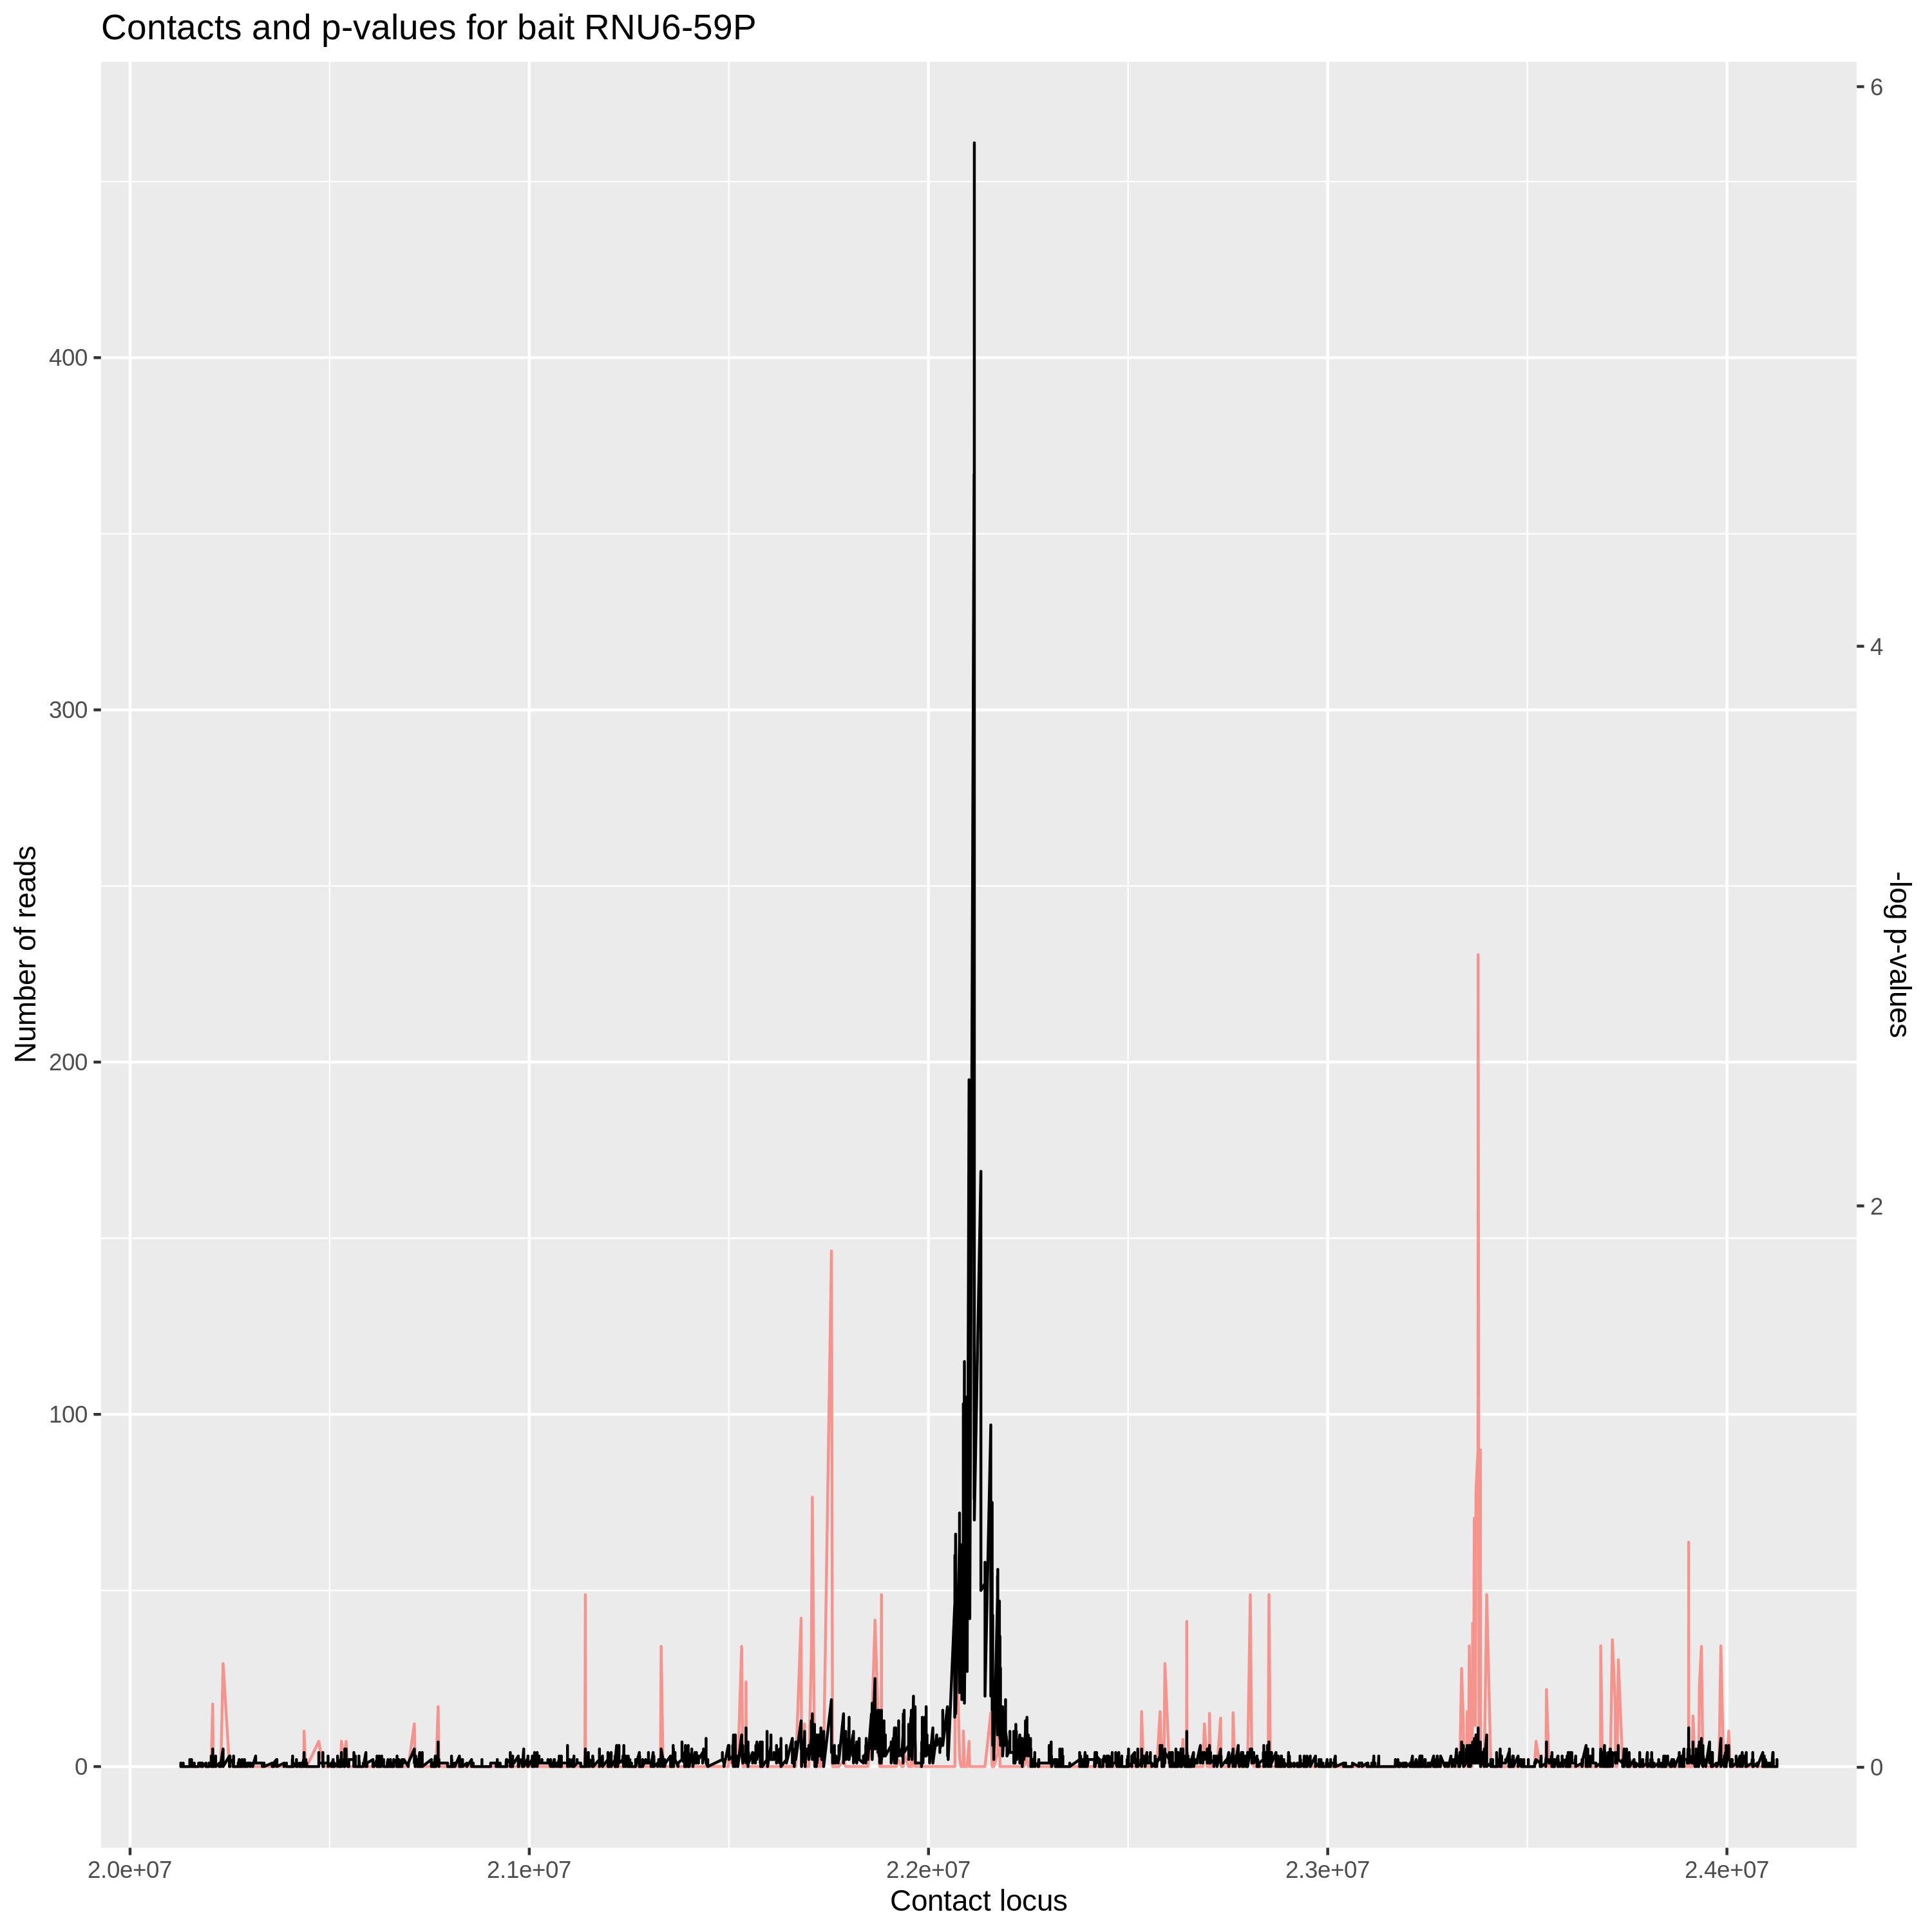 Contacts and p-values for bait RNU6-59P
6
400
4
300
Number of reads
-log p-values
200
2
100
0
0
2.0e+07
2.1e+07
2.2e+07
2.3e+07
2.4e+07
Contact locus